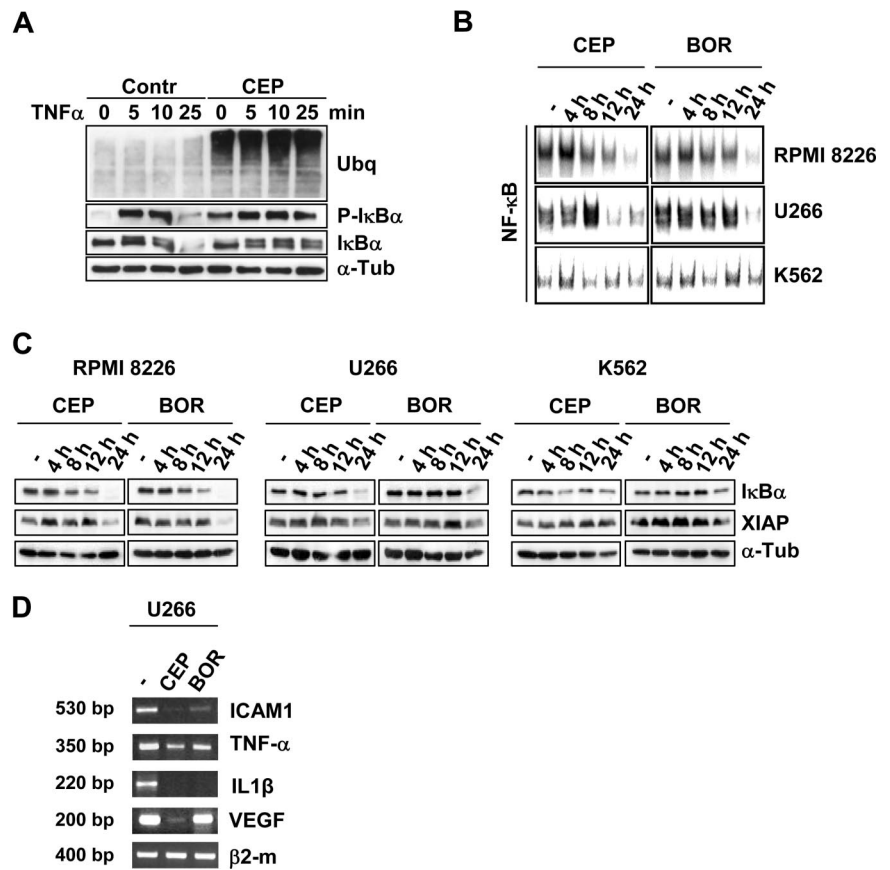 A
Contr CEP
TNFα 0 5 10 25 0 5 10 25 min
Ubq
P-IκBα
IκBα
α-Tub
B
CEP BOR
- 4 h 8 h 12 h 24 h - 4 h 8 h 12 h 24 h
NF-κB
RPMI 8226
U266
K562
C
RPMI 8226 U266 K562
CEP BOR CEP BOR CEP BOR
- 4 h 8 h 12 h 24 h - 4 h 8 h 12 h 24 h - 4 h 8 h 12 h 24 h - 4 h 8 h 12 h 24 h - 4 h 8 h 12 h 24 h - 4 h 8 h 12 h 24 h
IκBα
XIAP
α-Tub
D
U266
- CEP BOR
530 bp ICAM1
350 bp TNF-α
220 bp IL1β
200 bp VEGF
400 bp β2-m